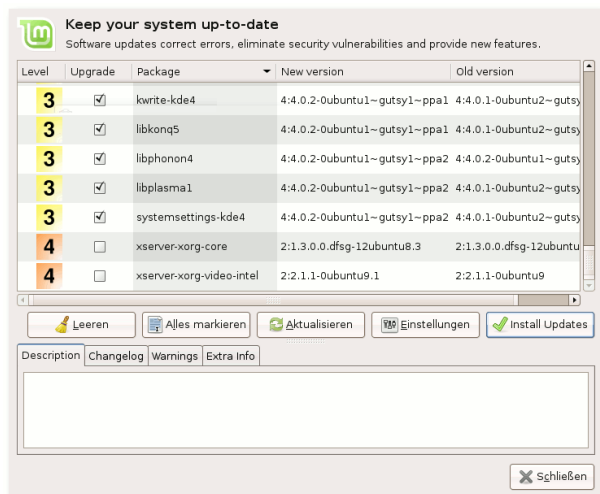 Keep your system up-to-date
Software updates correct errors, eliminate security vulnerabilities and provide new features.
Level Upgrade Package New version Old version
3 kwrite-kde4 4:4.0.2-0ubuntu1~gutsy1~ppa1 4:4.0.1-0ubuntu2~gutsy
3 libkonq5 4:4.0.2-0ubuntu1~gutsy1~ppa1 4:4.0.1-0ubuntu2~gutsy
3 libphonon4 4:4.0.2-0ubuntu1~gutsy1~ppa2 4:4.0.2-0ubuntu1~gutsy
3 libplasma1 4:4.0.2-0ubuntu1~gutsy1~ppa2 4:4.0.1-0ubuntu2~gutsy
3 systemsettings-kde4 4:4.0.2-0ubuntu1~gutsy1~ppa2 4:4.0.1-0ubuntu2~gutsy
4 xserver-xorg-core 2:1.3.0.0.dfsg-12ubuntu8.3 2:1.3.0.0.dfsg-12ubuntu
4 xserver-xorg-video-intel 2:2.1.1-0ubuntu9.1 2:2.1.1-0ubuntu9
Leeren Alles markieren Aktualisieren Einstellungen Install Updates
Description Changelog Warnings Extra Info
Schließen